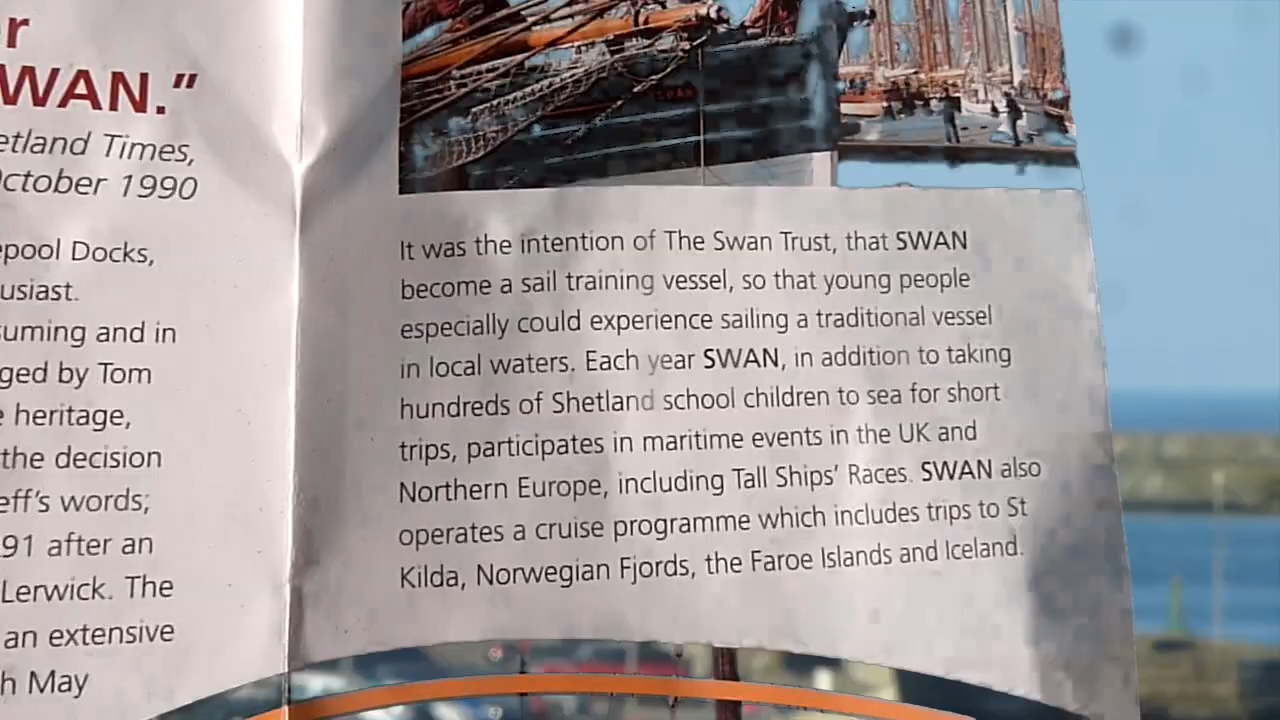 r
WAN."
etland Times,
October 1990
pool Docks,
usiast.
suming and in
ged by Tom
e heritage,
the decision
eff's words;
91 after an
Lerwick. The
an extensive
h May
It was the intention of The Swan Trust, that SWAN
become a sail training vessel, so that young people
especially could experience sailing a traditional vessel
in local waters. Each year SWAN, in addition to taking
hundreds of Shetland school children to sea for short
trips, participates in maritime events in the UK and
Northern Europe, including Tall Ships' Races. SWAN also
operates a cruise programme which includes trips to St
Kilda, Norwegian Fjords, the Faroe Islands and Iceland.